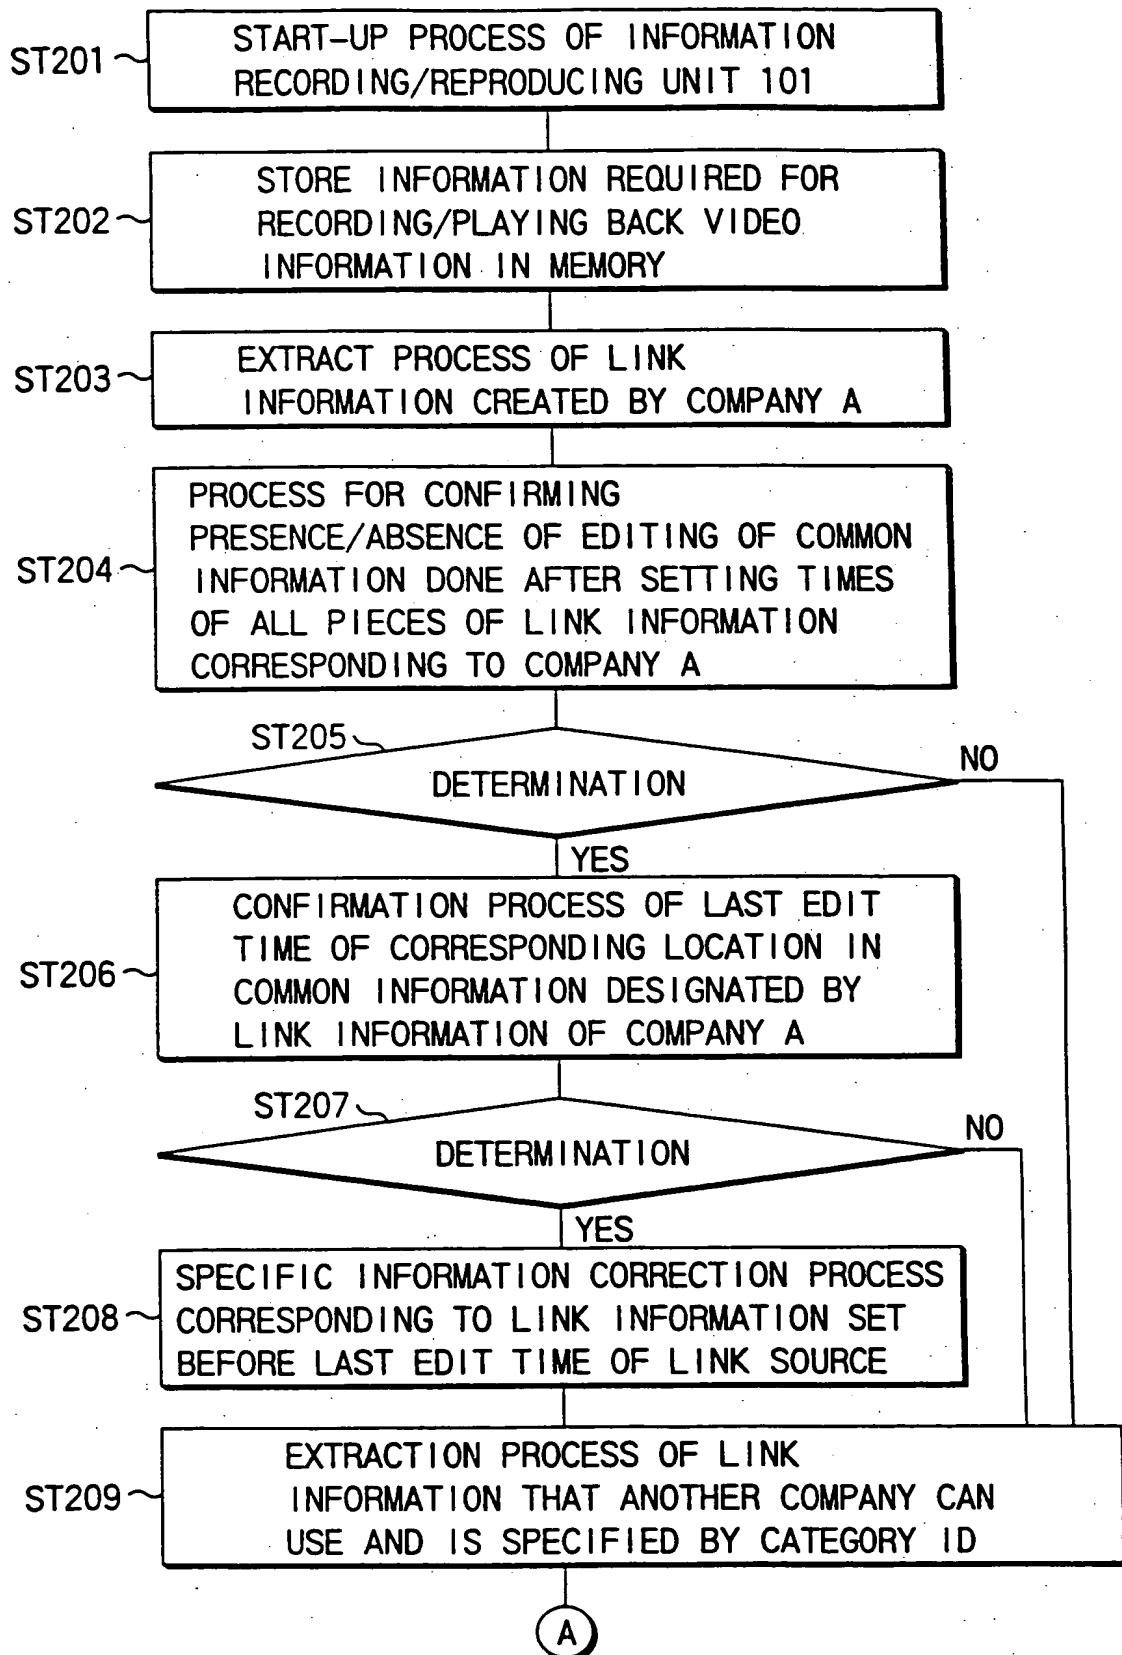 ST201
START-UP PROCESS OF INFORMATION
RECORDING/REPRODUCING UNIT 101
ST202
STORE INFORMATION REQUIRED FOR
RECORDING/PLAYING BACK VIDEO
INFORMATION IN MEMORY
ST203
EXTRACT PROCESS OF LINK
INFORMATION CREATED BY COMPANY A
ST204
PROCESS FOR CONFIRMING
PRESENCE/ABSENCE OF EDITING OF COMMON
INFORMATION DONE AFTER SETTING TIMES
OF ALL PIECES OF LINK INFORMATION
CORRESPONDING TO COMPANY A
ST205
DETERMINATION
NO
YES
ST206
CONFIRMATION PROCESS OF LAST EDIT
TIME OF CORRESPONDING LOCATION IN
COMMON INFORMATION DESIGNATED BY
LINK INFORMATION OF COMPANY A
ST207
DETERMINATION
NO
YES
ST208
SPECIFIC INFORMATION CORRECTION PROCESS
CORRESPONDING TO LINK INFORMATION SET
BEFORE LAST EDIT TIME OF LINK SOURCE
ST209
EXTRACTION PROCESS OF LINK
INFORMATION THAT ANOTHER COMPANY CAN
USE AND IS SPECIFIED BY CATEGORY ID
A